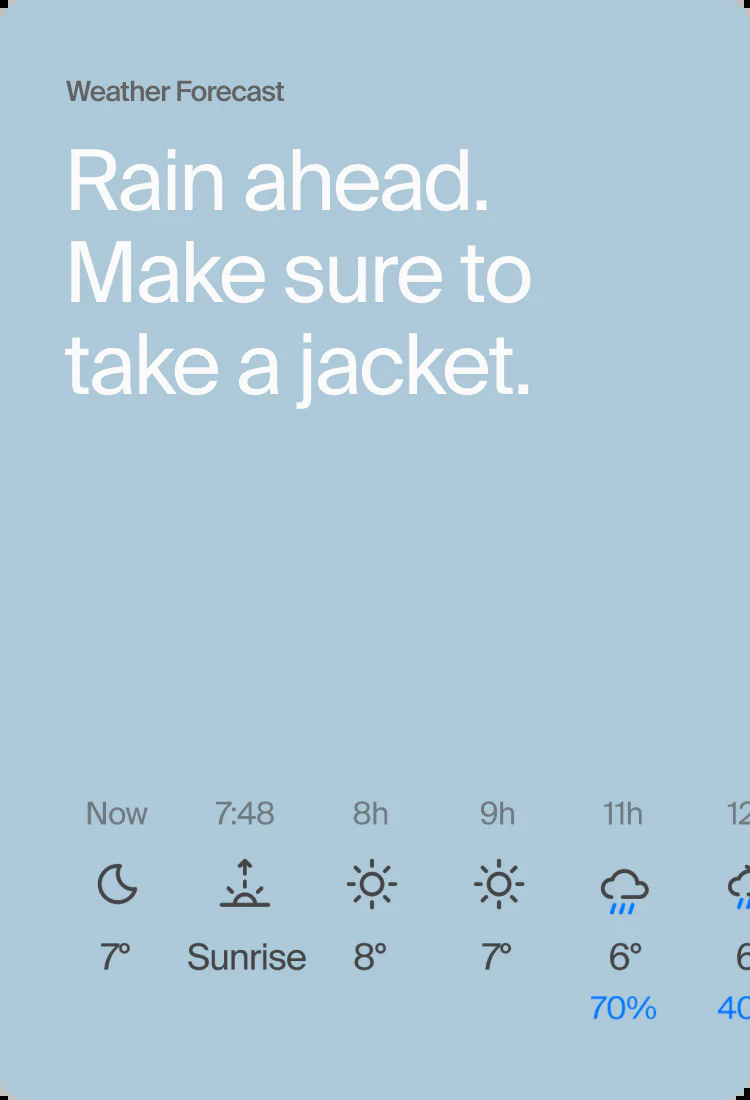 Weather Forecast
Rain ahead.
Make sure to
take a jacket.
Now 7:48 8h 9h 11h 12
7° Sunrise 8° 7° 6° 6
70% 40